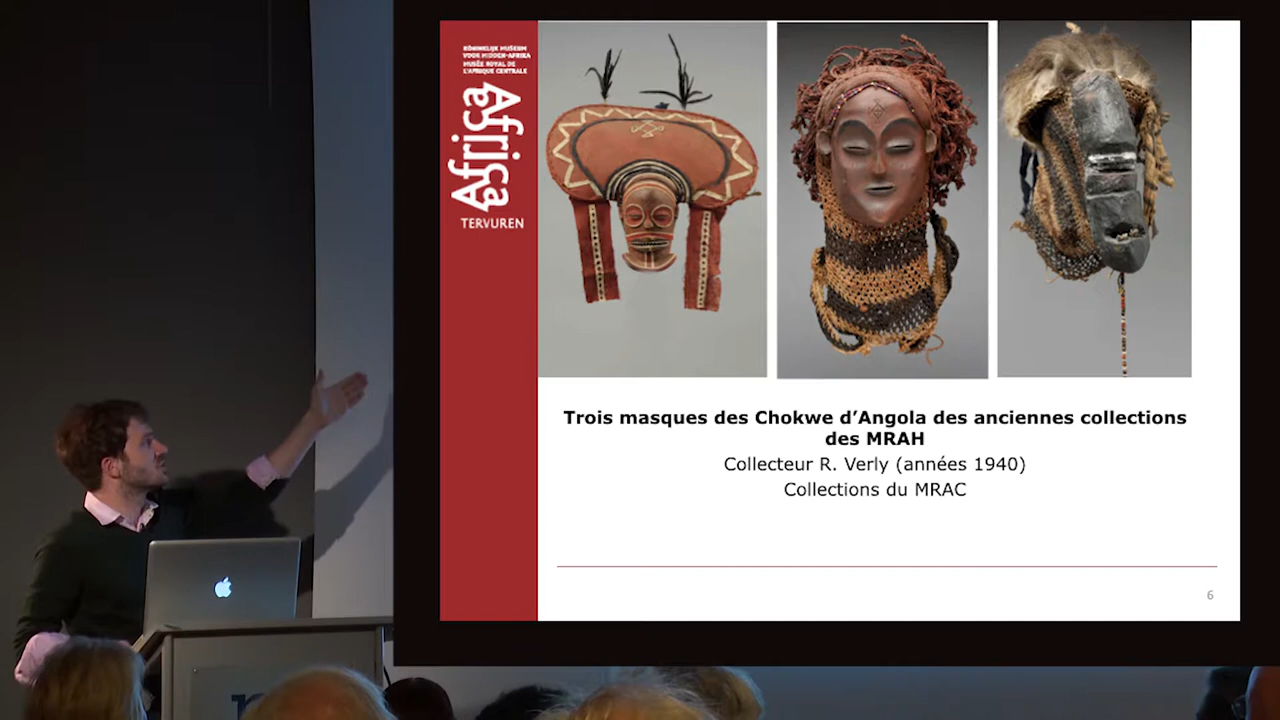 KONINKLIJK MUSEUM
VOOR MIDDEN-AFRIKA
MUSÉE ROYAL DE
L'AFRIQUE CENTRALE
Africa
Africa
TERVUREN
Trois masques des Chokwe d’Angola des anciennes collections
des MRAH
Collecteur R. Verly (années 1940)
Collections du MRAC
6